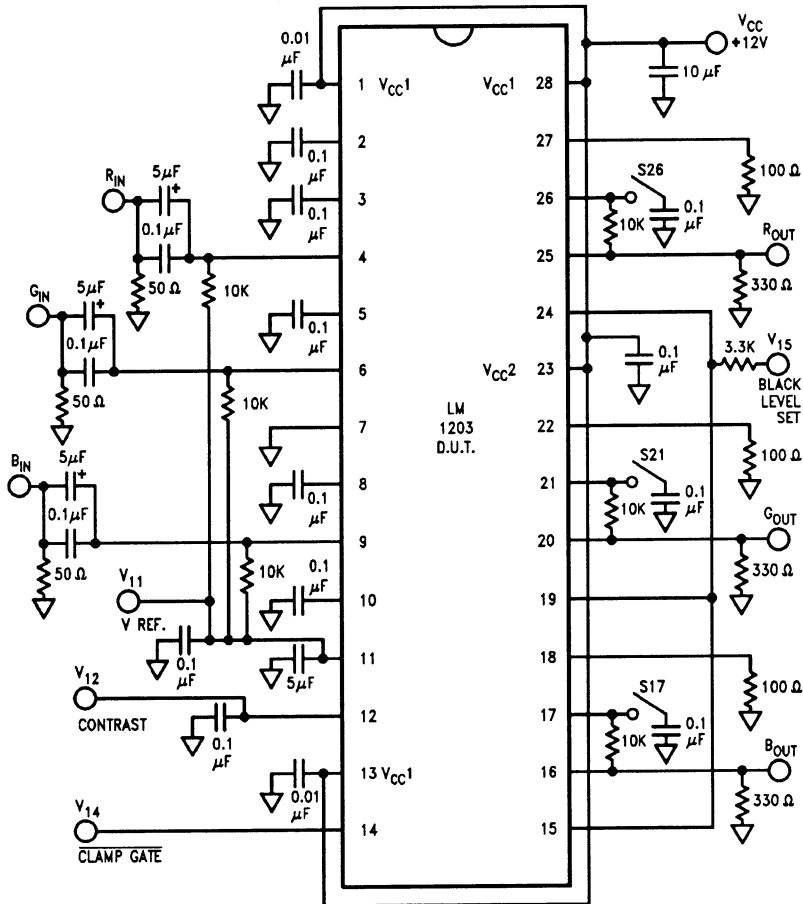 0.01
μF
V_CC
+12V
1 V_CC1
V_CC1 28
10 μF
2
0.1
μF
27
100 Ω
5μF
R_IN
3
0.1
μF
S26
26
0.1
μF
0.1μF
10K
R_OUT
4
25
50 Ω
10K
330 Ω
5μF
G_IN
5
0.1
μF
24
V_15
3.3K
0.1μF
6
V_CC2 23
0.1
μF
BLACK
LEVEL
SET
50 Ω
10K
LM
1203
D.U.T.
7
22
100 Ω
5μF
B_IN
8
0.1
μF
S21
21
0.1
μF
0.1μF
10K
G_OUT
9
20
50 Ω
10K
330 Ω
V_11
0.1
μF
10
19
V REF.
0.1
μF
5μF
11
18
100 Ω
V_12
S17
CONTRAST
0.1
μF
12
17
0.1
μF
10K
B_OUT
13 V_CC1
16
0.01
μF
330 Ω
V_14
14
15
CLAMP GATE